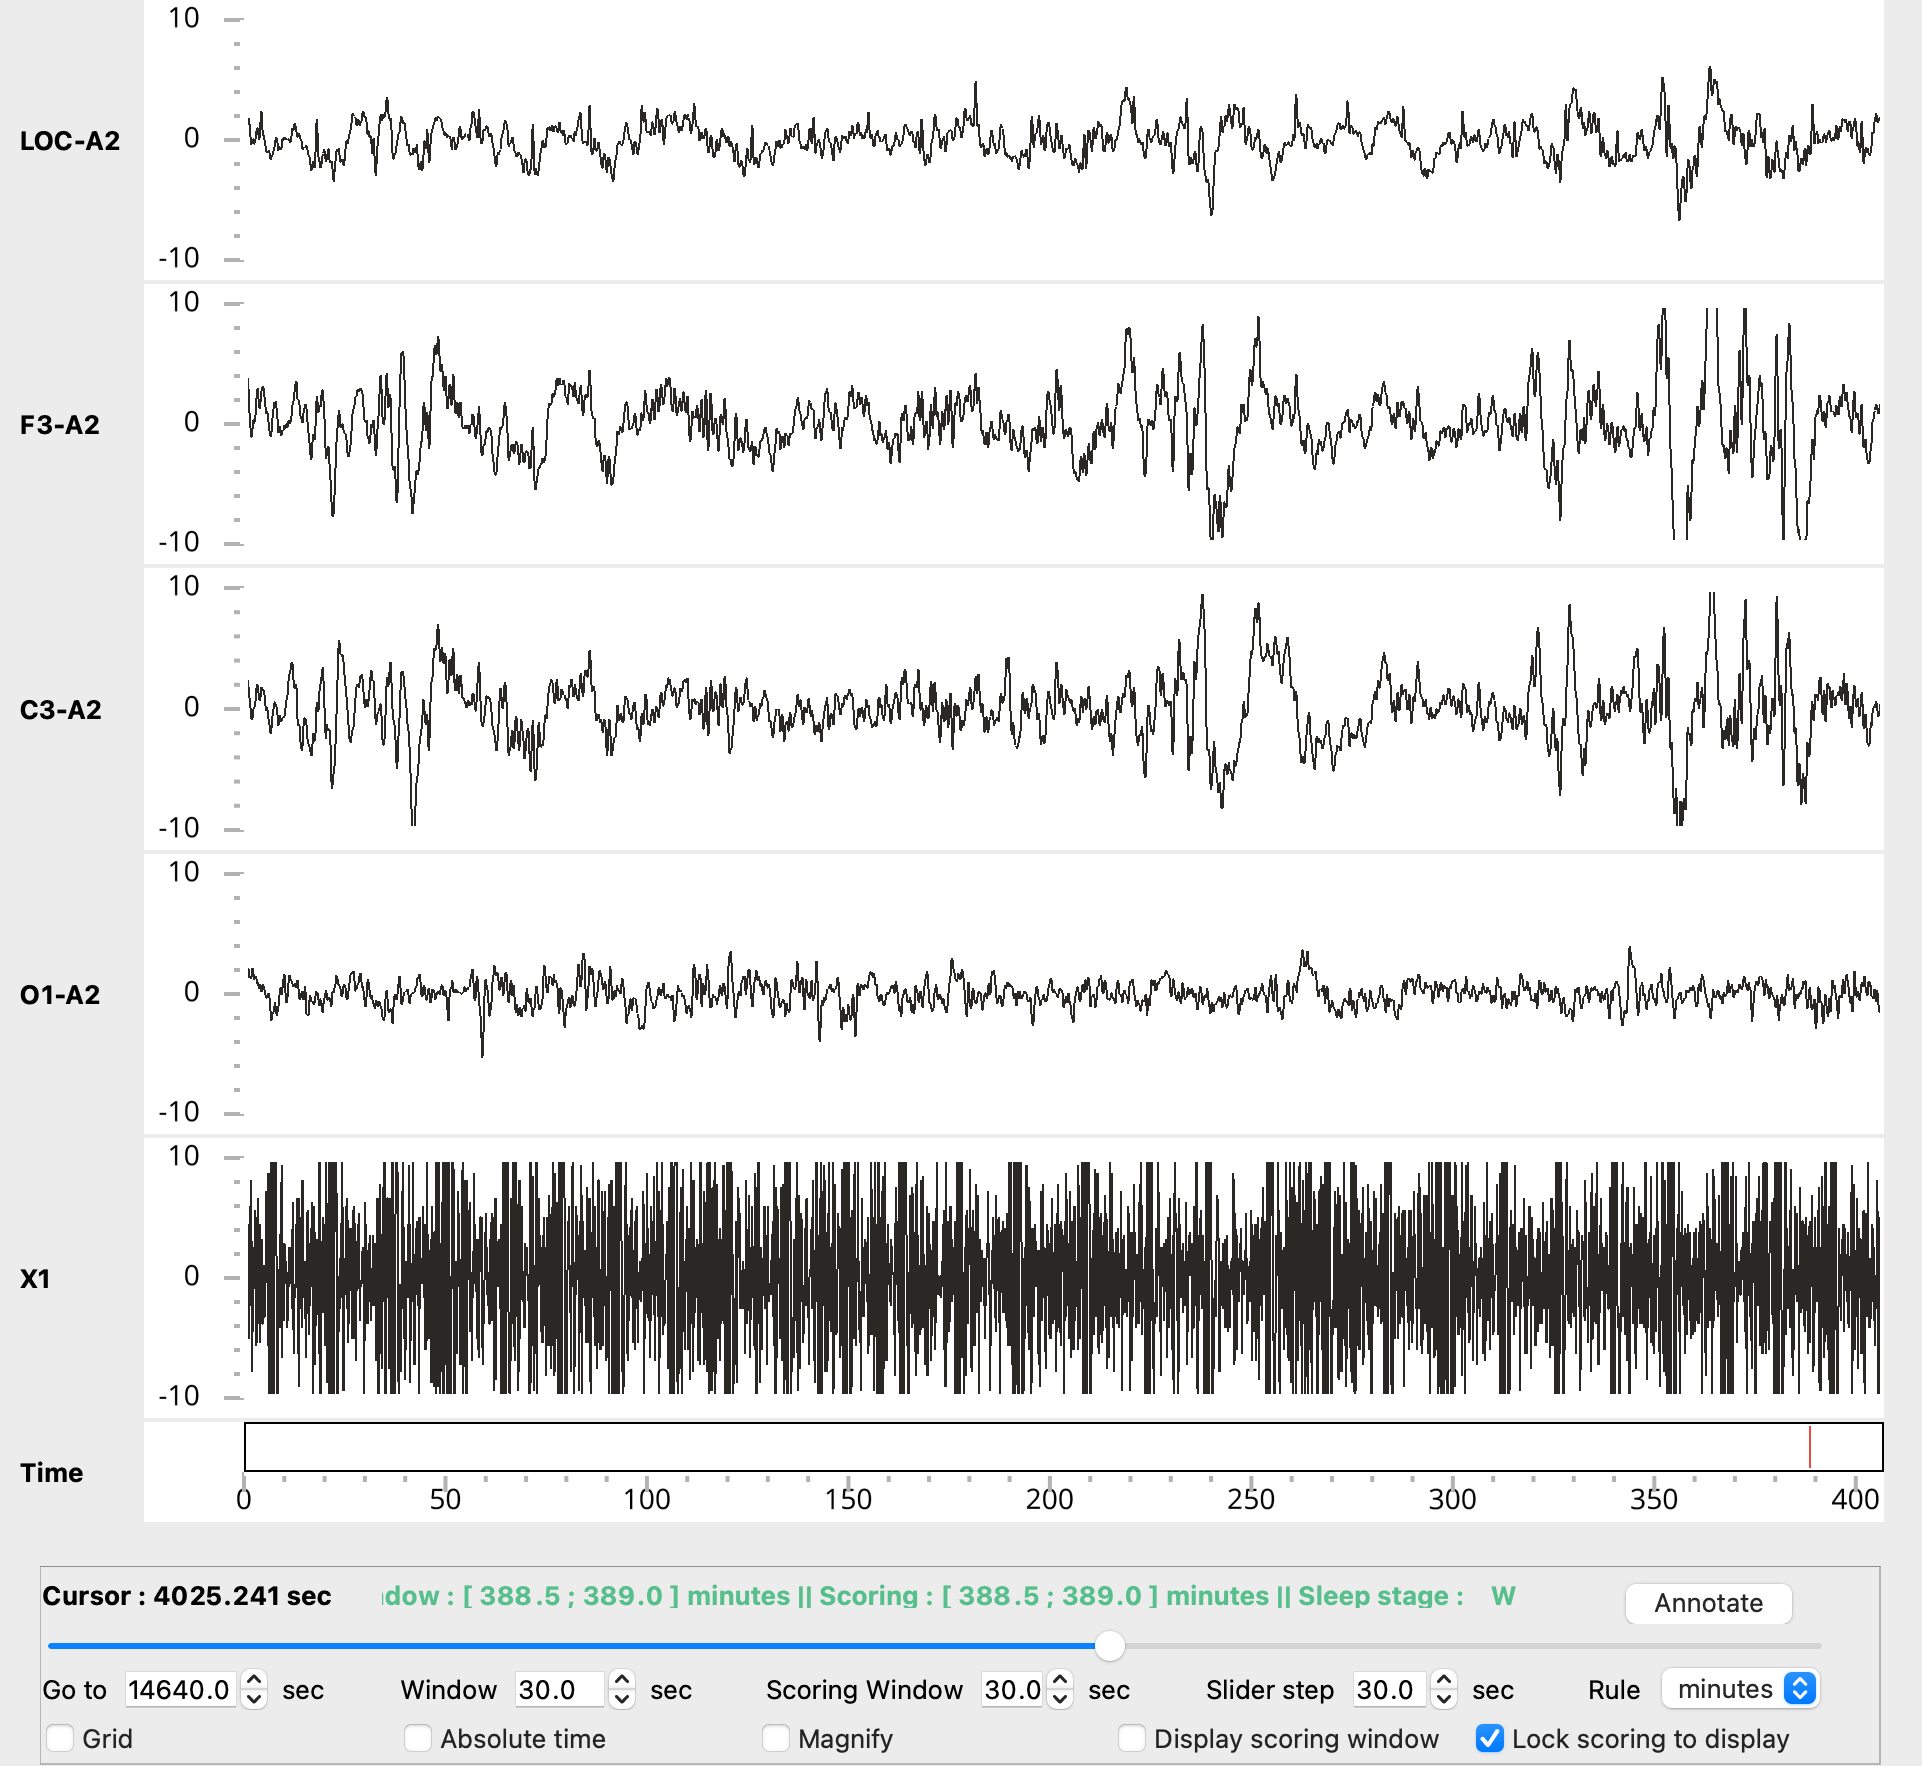 10
LOC-A2
0
-10
10
F3-A2
0
-10
10
C3-A2
0
-10
10
O1-A2
0
-10
10
X1
0
-10
Time
0 50 100 150 200 250 300 350 400
Cursor : 4025.241 sec dow : [ 388.5 ; 389.0 ] minutes || Scoring : [ 388.5 ; 389.0 ] minutes || Sleep stage : W Annotate
Go to 14640.0 sec Window 30.0 sec Scoring Window 30.0 sec Slider step 30.0 sec Rule minutes
Grid Absolute time Magnify Display scoring window Lock scoring to display